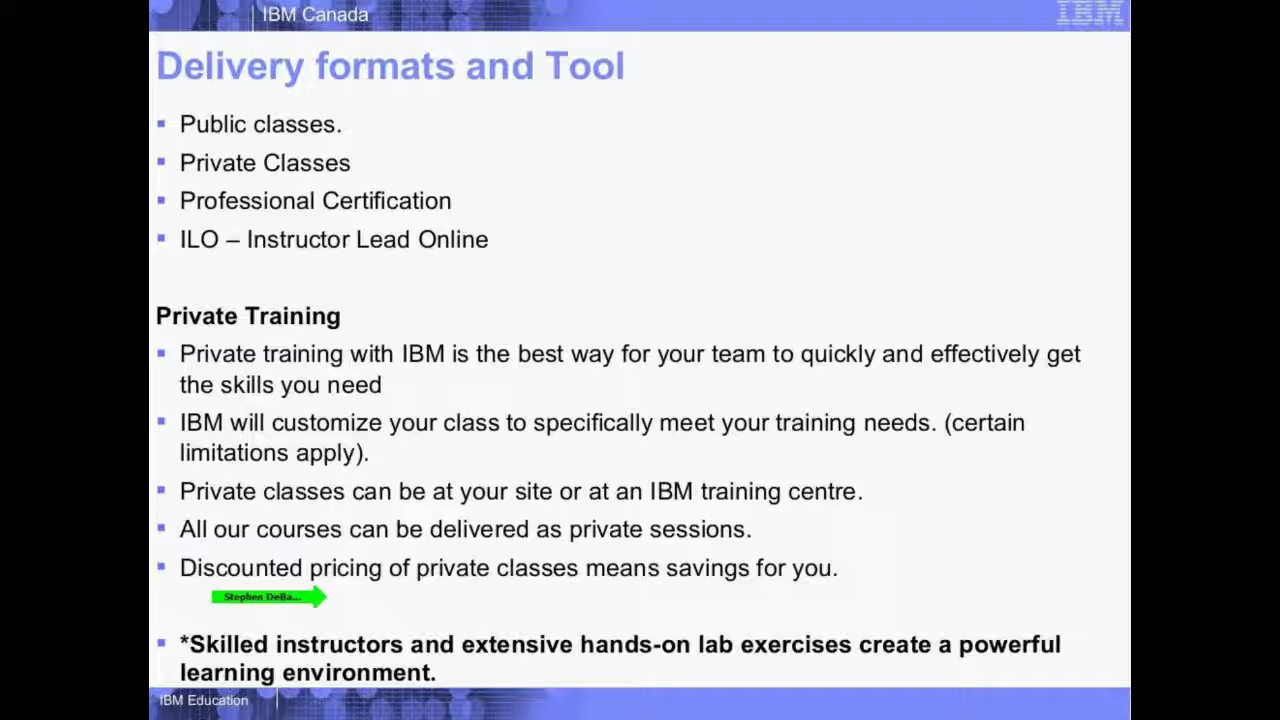 IBM Canada
IBM
Delivery formats and Tool
Public classes.
Private Classes
Professional Certification
ILO – Instructor Lead Online
Private Training
Private training with IBM is the best way for your team to quickly and effectively get
the skills you need
IBM will customize your class to specifically meet your training needs. (certain
limitations apply).
Private classes can be at your site or at an IBM training centre.
All our courses can be delivered as private sessions.
Discounted pricing of private classes means savings for you.
Stephen DeBa...
*Skilled instructors and extensive hands-on lab exercises create a powerful
learning environment.
IBM Education